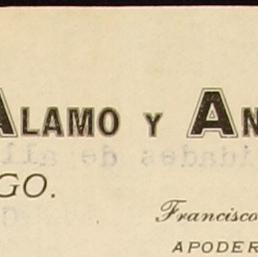 ALAMO Y AN
GO.
Francisco
APODER